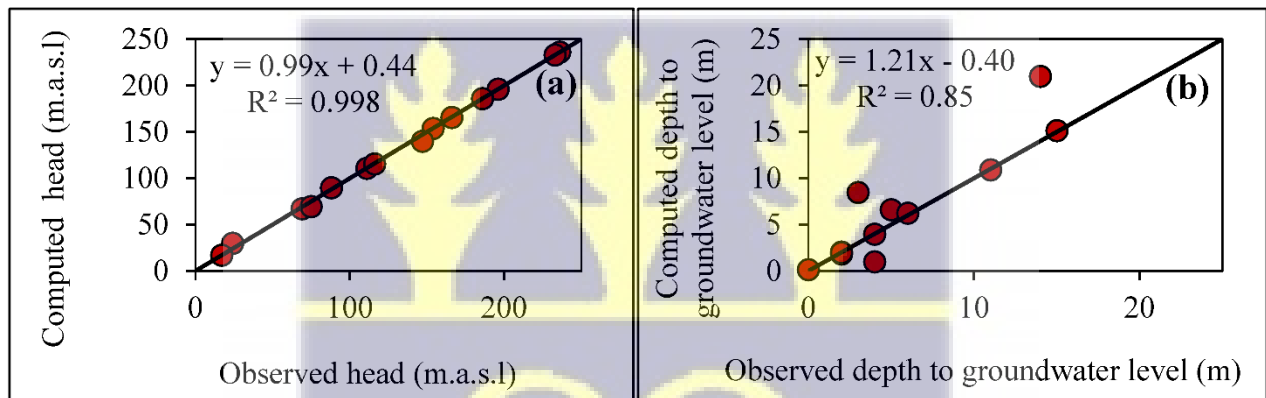 Computed head (m.a.s.l)
250
200
150
100
50
0
y = 0.99x + 0.44
R² = 0.998
(a)
0
100
200
Observed head (m.a.s.l)
Computed depth to
groundwater level (m)
25
20
15
10
5
0
y = 1.21x - 0.40
R² = 0.85
(b)
0
10
20
Observed depth to groundwater level (m)